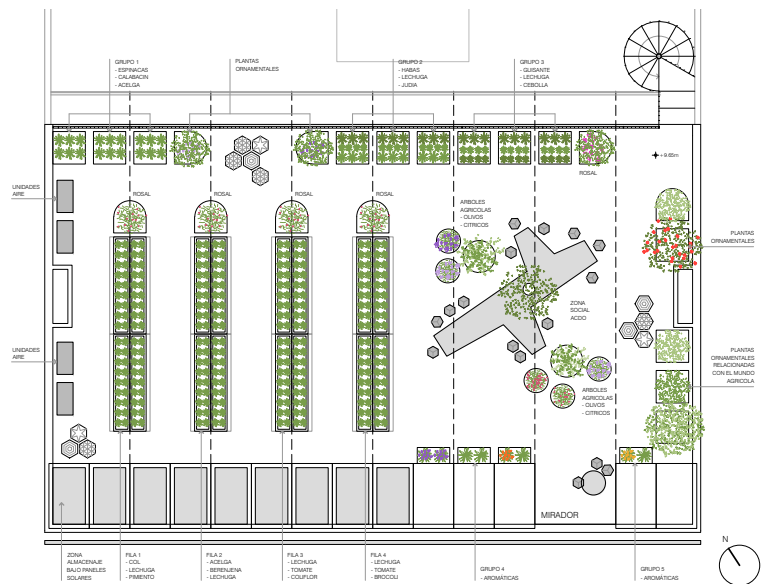 GRUPO 1
- ESPINACAS
- CALABACIN
- ACELGA
PLANTAS
ORNAMENTALES
GRUPO 2
- HABAS
- LECHUGA
- JUDIA
GRUPO 3
- GUISANTE
- LECHUGA
- CEBOLLA
+9.65m
ROSAL
UNIDADES
AIRE
ROSAL
ROSAL
ROSAL
ROSAL
ARBOLES
AGRICOLAS
- OLIVOS
- CITRICOS
PLANTAS
ORNAMENTALES
ZONA
SOCIAL
ACDO
UNIDADES
AIRE
PLANTAS
ORNAMENTALES
RELACIONADAS
CON EL MUNDO
AGRICOLA
ARBOLES
AGRICOLAS
- OLIVOS
- CITRICOS
MIRADOR
N
ZONA
ALMACENAJE
BAJO PANELES
SOLARES
FILA 1
- COL
- LECHUGA
- PIMIENTO
FILA 2
- ACELGA
- BERENJENA
- LECHUGA
FILA 3
- LECHUGA
- TOMATE
- COLIFLOR
FILA 4
- LECHUGA
- TOMATE
- BROCOLI
GRUPO 4
- AROMÁTICAS
GRUPO 5
- AROMÁTICAS